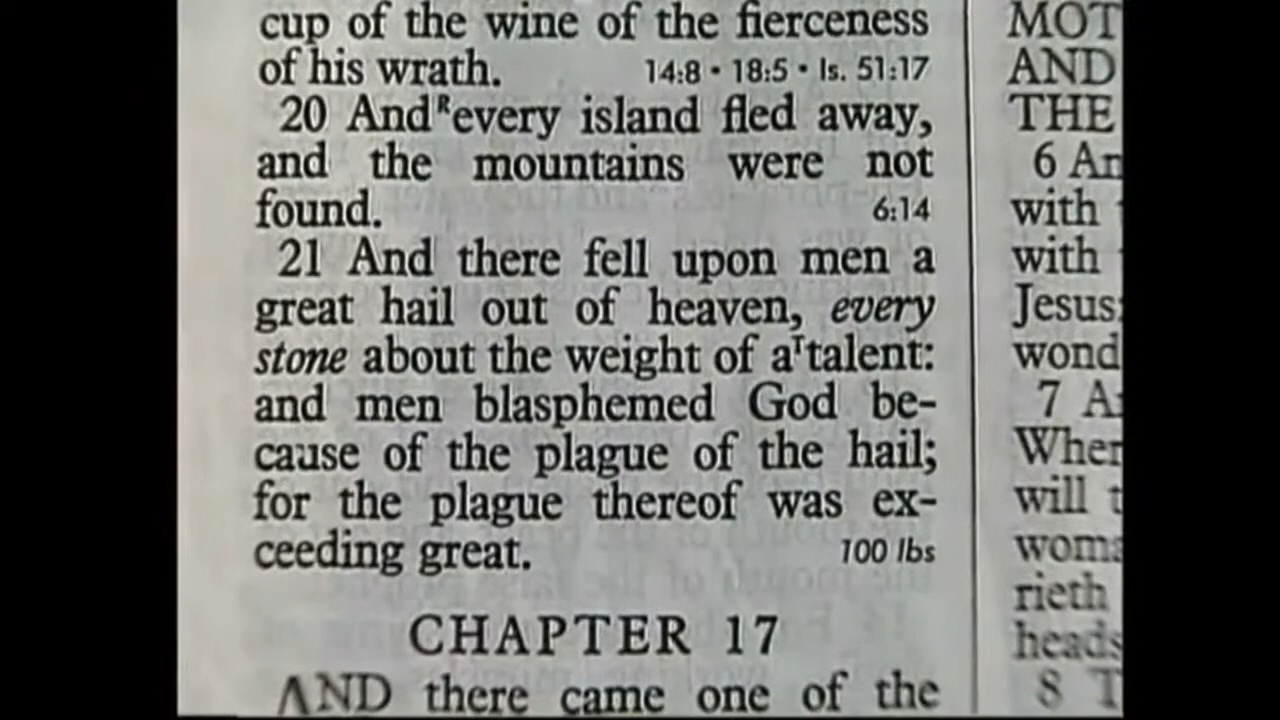 cup of the wine of the fierceness
of his wrath. 14:8 • 18:5 • Is. 51:17
20 And ᴿevery island fled away,
and the mountains were not
found. 6:14
21 And there fell upon men a
great hail out of heaven, every
stone about the weight of a ᵀtalent:
and men blasphemed God be-
cause of the plague of the hail;
for the plague thereof was ex-
ceeding great. 100 lbs
CHAPTER 17
AND there came one of the
MOT
AND
THE
6 An
with
with
Jesus:
wond
7 A
When
will t
woma
rieth
heads
8 T